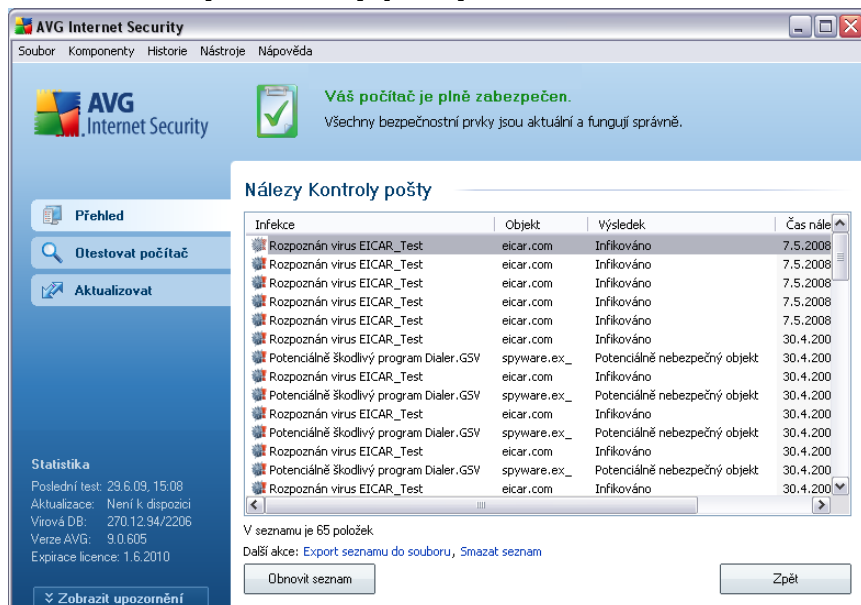 AVG Internet Security
Soubor Komponenty Historie Nástroje Nápověda
AVG
Internet Security
Váš počítač je plně zabezpečen.
Všechny bezpečnostní prvky jsou aktuální a fungují správně.
Přehled
Otestovat počítač
Aktualizovat
Statistika
Poslední test: 29.6.09, 15:08
Aktualizace: Není k dispozici
Virová DB: 270.12.94/2206
Verze AVG: 9.0.605
Expirace licence: 1.6.2010
Zobrazit upozornění
Nálezy Kontroly pošty
Infekce Objekt Výsledek Čas nále
Rozpoznán virus EICAR_Test eicar.com Infikováno 7.5.2008
Rozpoznán virus EICAR_Test eicar.com Infikováno 7.5.2008
Rozpoznán virus EICAR_Test eicar.com Infikováno 7.5.2008
Rozpoznán virus EICAR_Test eicar.com Infikováno 7.5.2008
Rozpoznán virus EICAR_Test eicar.com Infikováno 7.5.2008
Rozpoznán virus EICAR_Test eicar.com Infikováno 30.4.200
Potenciálně škodlivý program Dialer.GSV spyware.ex_ Potenciálně nebezpečný objekt 30.4.200
Rozpoznán virus EICAR_Test eicar.com Infikováno 30.4.200
Potenciálně škodlivý program Dialer.GSV spyware.ex_ Potenciálně nebezpečný objekt 30.4.200
Rozpoznán virus EICAR_Test eicar.com Infikováno 30.4.200
Potenciálně škodlivý program Dialer.GSV spyware.ex_ Potenciálně nebezpečný objekt 30.4.200
Rozpoznán virus EICAR_Test eicar.com Infikováno 30.4.200
Potenciálně škodlivý program Dialer.GSV spyware.ex_ Potenciálně nebezpečný objekt 30.4.200
Rozpoznán virus EICAR_Test eicar.com Infikováno 30.4.200
V seznamu je 65 položek
Další akce: Export seznamu do souboru, Smazat seznam
Obnovit seznam Zpět